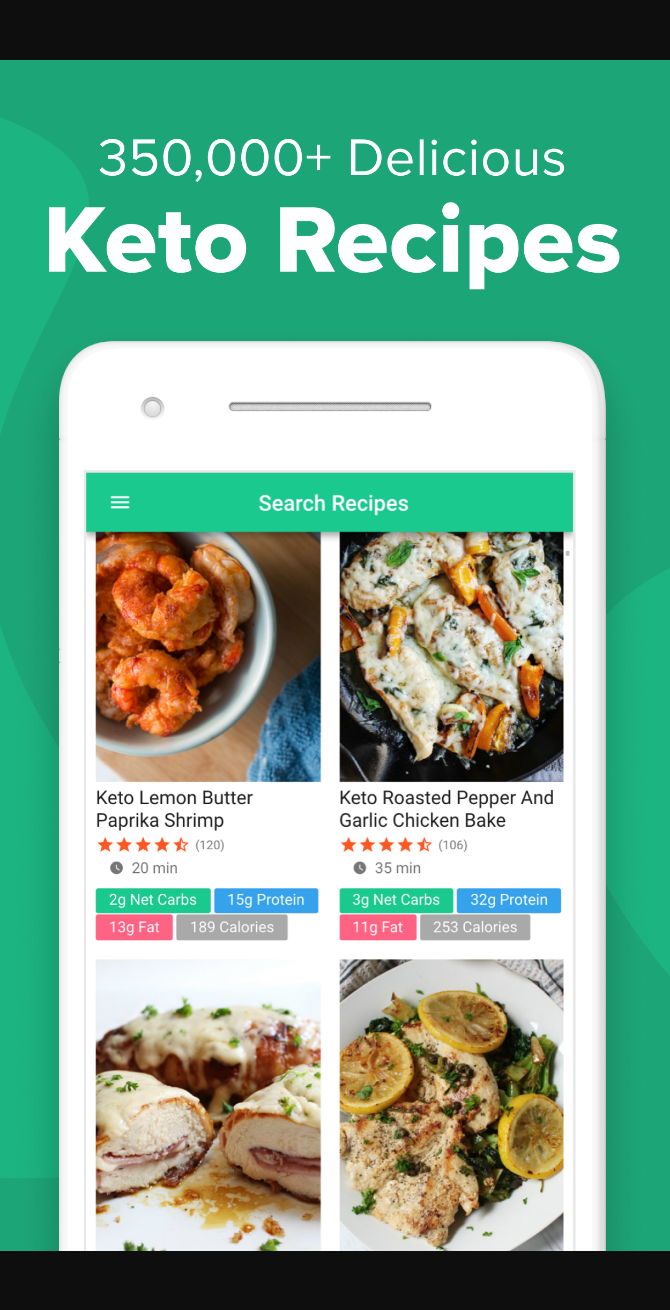 350,000+ Delicious
Keto Recipes
Search Recipes
Keto Lemon Butter
Paprika Shrimp
(120)
20 min
2g Net Carbs 15g Protein
13g Fat 189 Calories
Keto Roasted Pepper And
Garlic Chicken Bake
(106)
35 min
3g Net Carbs 32g Protein
11g Fat 253 Calories